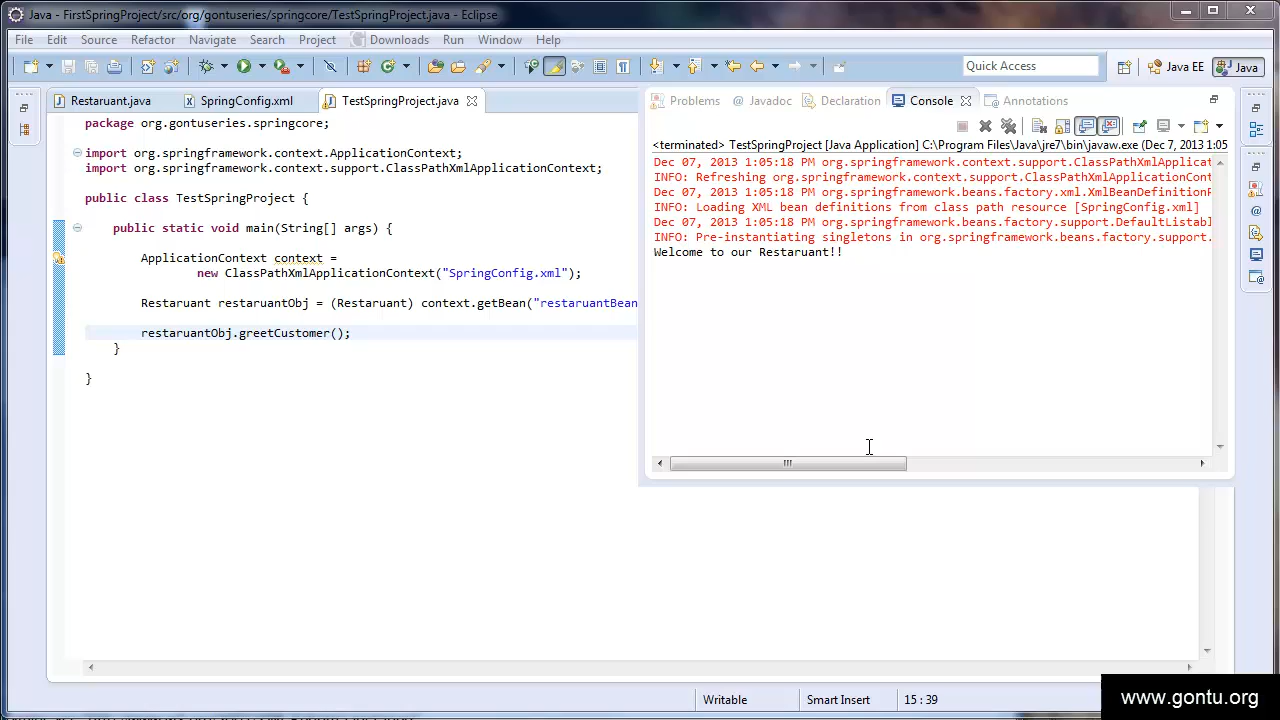 Java - FirstSpringProject/src/org/gontuseries/springcore/TestSpringProject.java - Eclipse
File Edit Source Refactor Navigate Search Project Downloads Run Window Help
Quick Access
Java EE
Java
Restaruant.java SpringConfig.xml TestSpringProject.java
package org.gontuseries.springcore;
import org.springframework.context.ApplicationContext;
import org.springframework.context.support.ClassPathXmlApplicationContext;
public class TestSpringProject {
public static void main(String[] args) {
ApplicationContext context =
new ClassPathXmlApplicationContext("SpringConfig.xml");
Restaruant restaruantObj = (Restaruant) context.getBean("restaruantBean
restaruantObj.greetCustomer();
}
}
Problems @ Javadoc Declaration Console Annotations
<terminated> TestSpringProject [Java Application] C:\Program Files\Java\jre7\bin\javaw.exe (Dec 7, 2013 1:05
Dec 07, 2013 1:05:18 PM org.springframework.context.support.ClassPathXmlApplicat
INFO: Refreshing org.springframework.context.support.ClassPathXmlApplicationCont
Dec 07, 2013 1:05:18 PM org.springframework.beans.factory.xml.XmlBeanDefinitionR
INFO: Loading XML bean definitions from class path resource [SpringConfig.xml]
Dec 07, 2013 1:05:18 PM org.springframework.beans.factory.support.DefaultListabl
INFO: Pre-instantiating singletons in org.springframework.beans.factory.support.
Welcome to our Restaruant!!
Writable Smart Insert 15 : 39
www.gontu.org